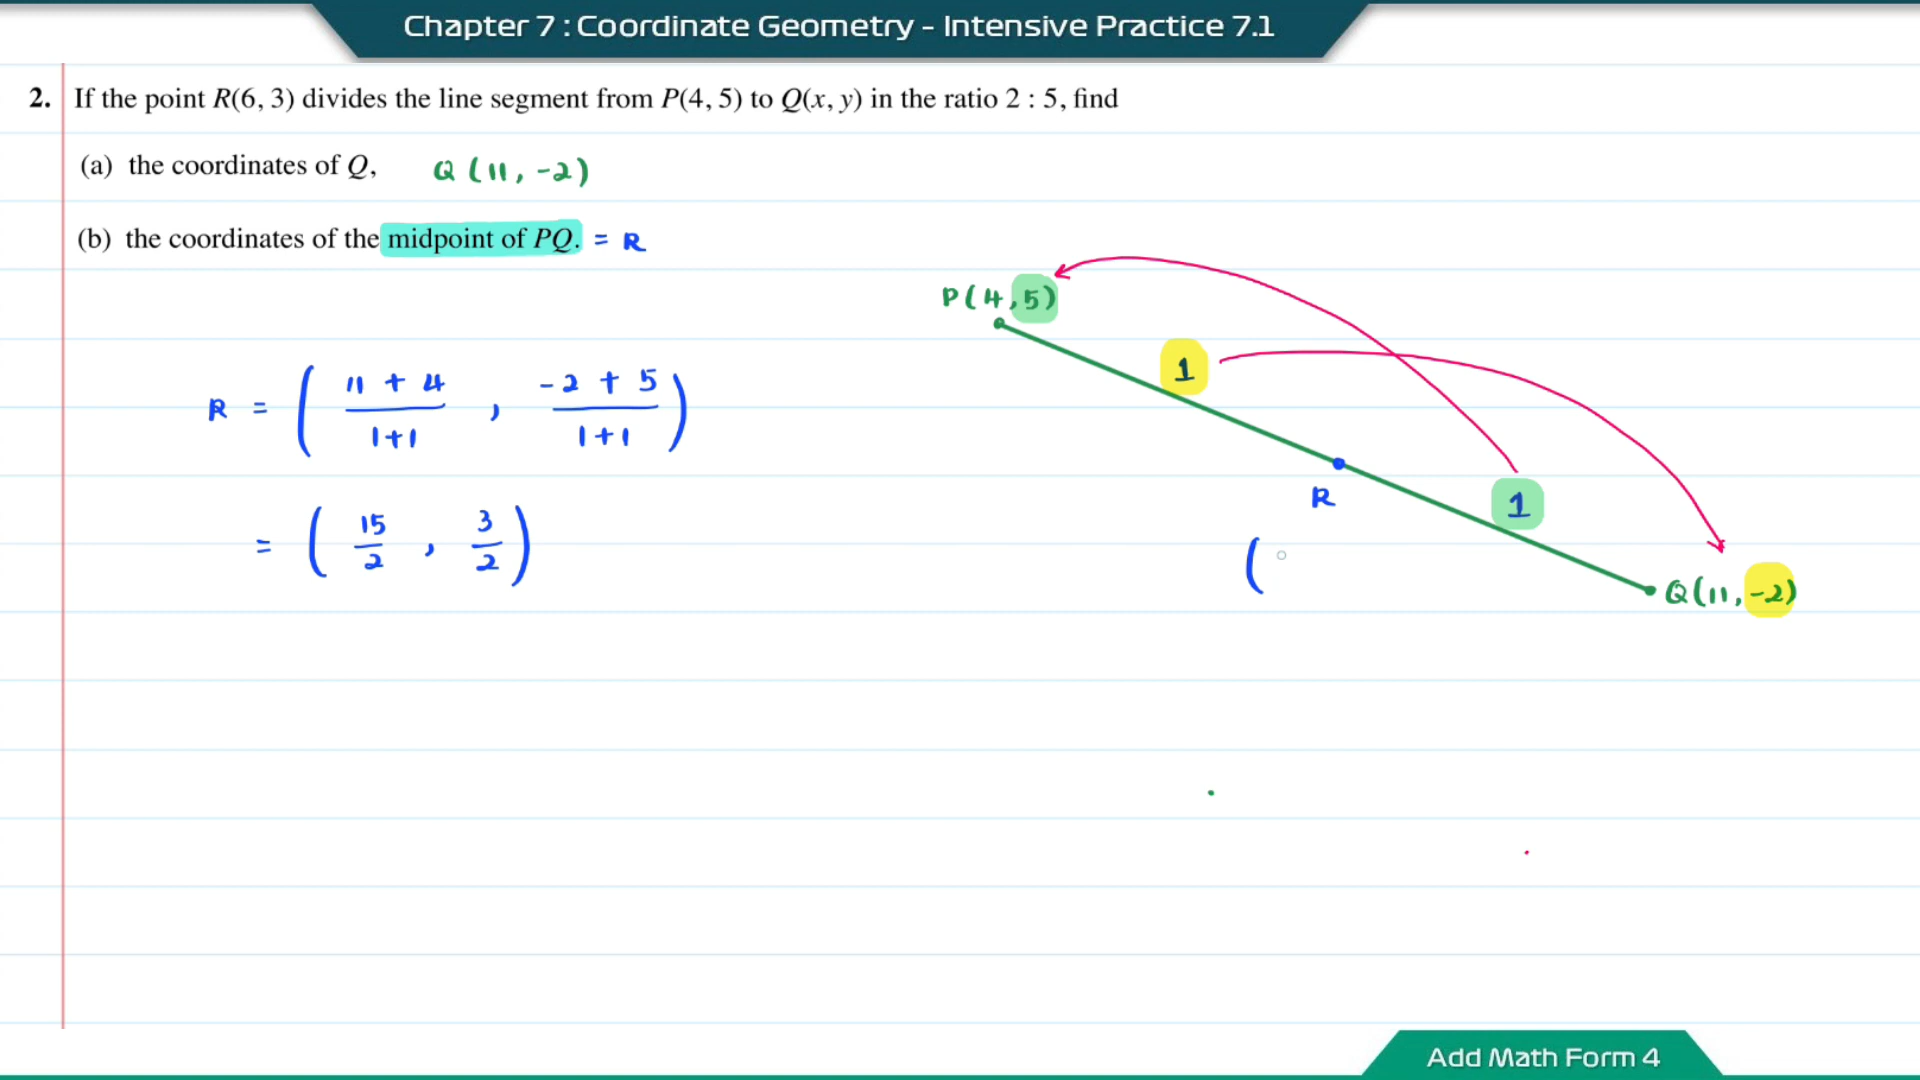 Chapter 7 : Coordinate Geometry - Intensive Practice 7.1
2. If the point R(6, 3) divides the line segment from P(4, 5) to Q(x, y) in the ratio 2 : 5, find
(a) the coordinates of Q, Q (11, -2)
(b) the coordinates of the midpoint of PQ. = R
P(4,5)
1
R = ( 11 + 4 / 1+1 , -2 + 5 / 1+1 )
R
1
= ( 15/2 , 3/2 )
(
Q(11, -2)
Add Math Form 4